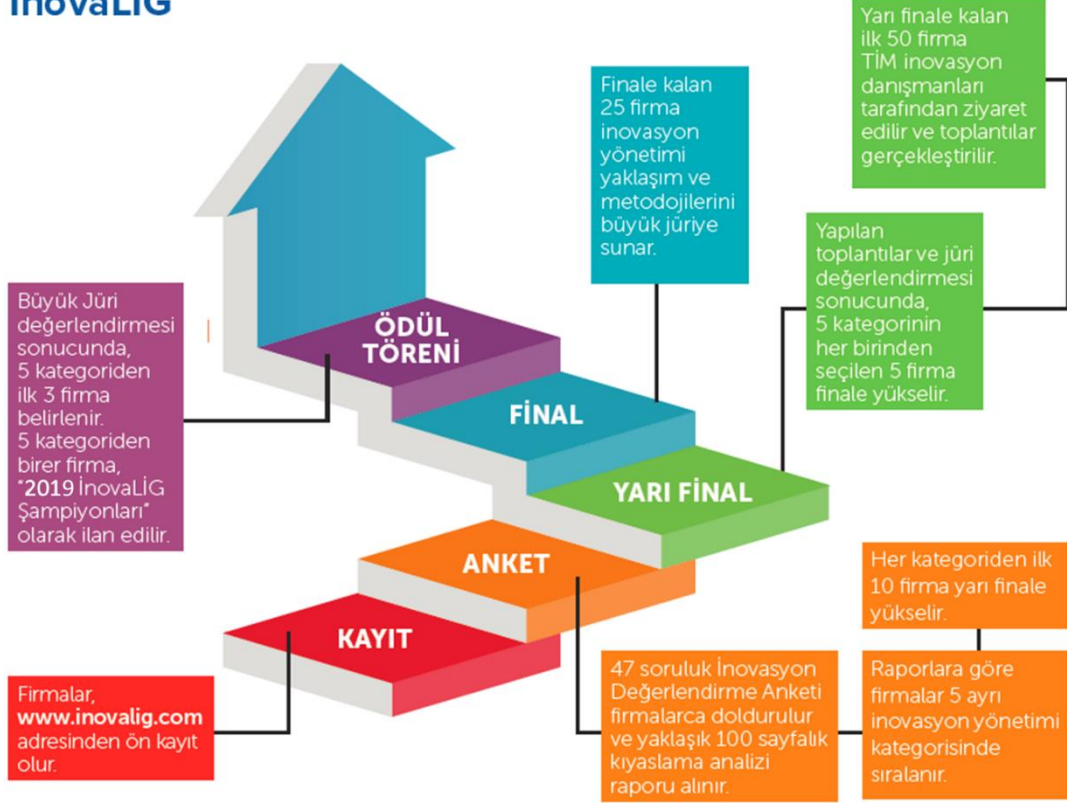 İnovaLİG
Yarı finale kalan
ilk 50 firma
TİM inovasyon
danışmanları
tarafından ziyaret
edilir ve toplantılar
gerçekleştirilir.
Finale kalan
25 firma
inovasyon
yönetimi
yaklaşım ve
metodojilerini
büyük jüriye
sunar.
Yapılan
toplantılar ve jüri
değerlendirmesi
sonucunda,
5 kategorinin
her birinden
seçilen 5 firma
finale yükselir.
Büyük Jüri
değerlendirmesi
sonucunda,
5 kategoriden
ilk 3 firma
belirlenir.
5 kategoriden
birer firma,
"2019 İnovaLİG
Şampiyonları"
olarak ilan edilir.
ÖDÜL
TÖRENİ
FİNAL
YARI FİNAL
ANKET
KAYIT
Her kategoriden ilk
10 firma yarı finale
yükselir.
Firmalar,
www.inovalig.com
adresinden ön kayıt
olur.
47 soruluk İnovasyon
Değerlendirme Anketi
firmalarca doldurulur
ve yaklaşık 100 sayfalık
kıyaslama analizi
raporu alınır.
Raporlara göre
firmalar 5 ayrı
inovasyon yönetimi
kategorisinde
sıralanır.